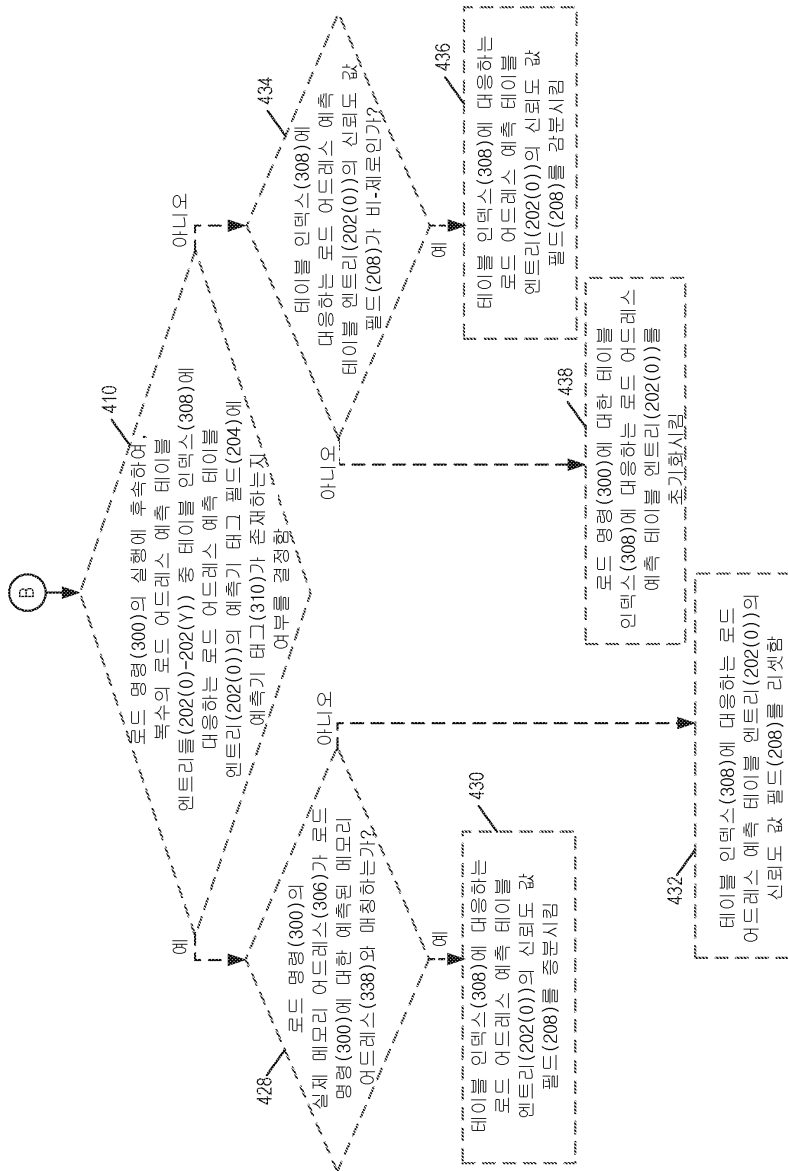 B
410
로드 명령(300)의 실행에 후속하여,
복수의 로드 어드레스 예측 테이블
엔트리들(202(0)-202(Y)) 중 테이블 인덱스(308)에
대응하는 로드 어드레스 예측 테이블
엔트리(202(0))의 예측기 태그 필드(204)에
예측기 태그(310)가 존재하는지
여부를 결정함
예
아니오
428
로드 명령(300)의
실제 메모리 어드레스(306)가 로드
명령(300)에 대한 예측된 메모리
어드레스(338)와 매칭하는가?
아니오
예
430
테이블 인덱스(308)에 대응하는
로드 어드레스 예측 테이블
엔트리(202(0))의 신뢰도 값
필드(208)를 증분시킴
432
테이블 인덱스(308)에 대응하는 로드
어드레스 예측 테이블 엔트리(202(0))의
신뢰도 값 필드(208)를 리셋함
434
테이블 인덱스(308)에
대응하는 로드 어드레스 예측
테이블 엔트리(202(0))의 신뢰도 값
필드(208)가 비-제로인가?
아니오
예
436
테이블 인덱스(308)에 대응하는
로드 어드레스 예측 테이블
엔트리(202(0))의 신뢰도 값
필드(208)를 감분시킴
438
로드 명령(300)에 대한 테이블
인덱스(308)에 대응하는 로드 어드레스
예측 테이블 엔트리(202(0))를
초기화시킴